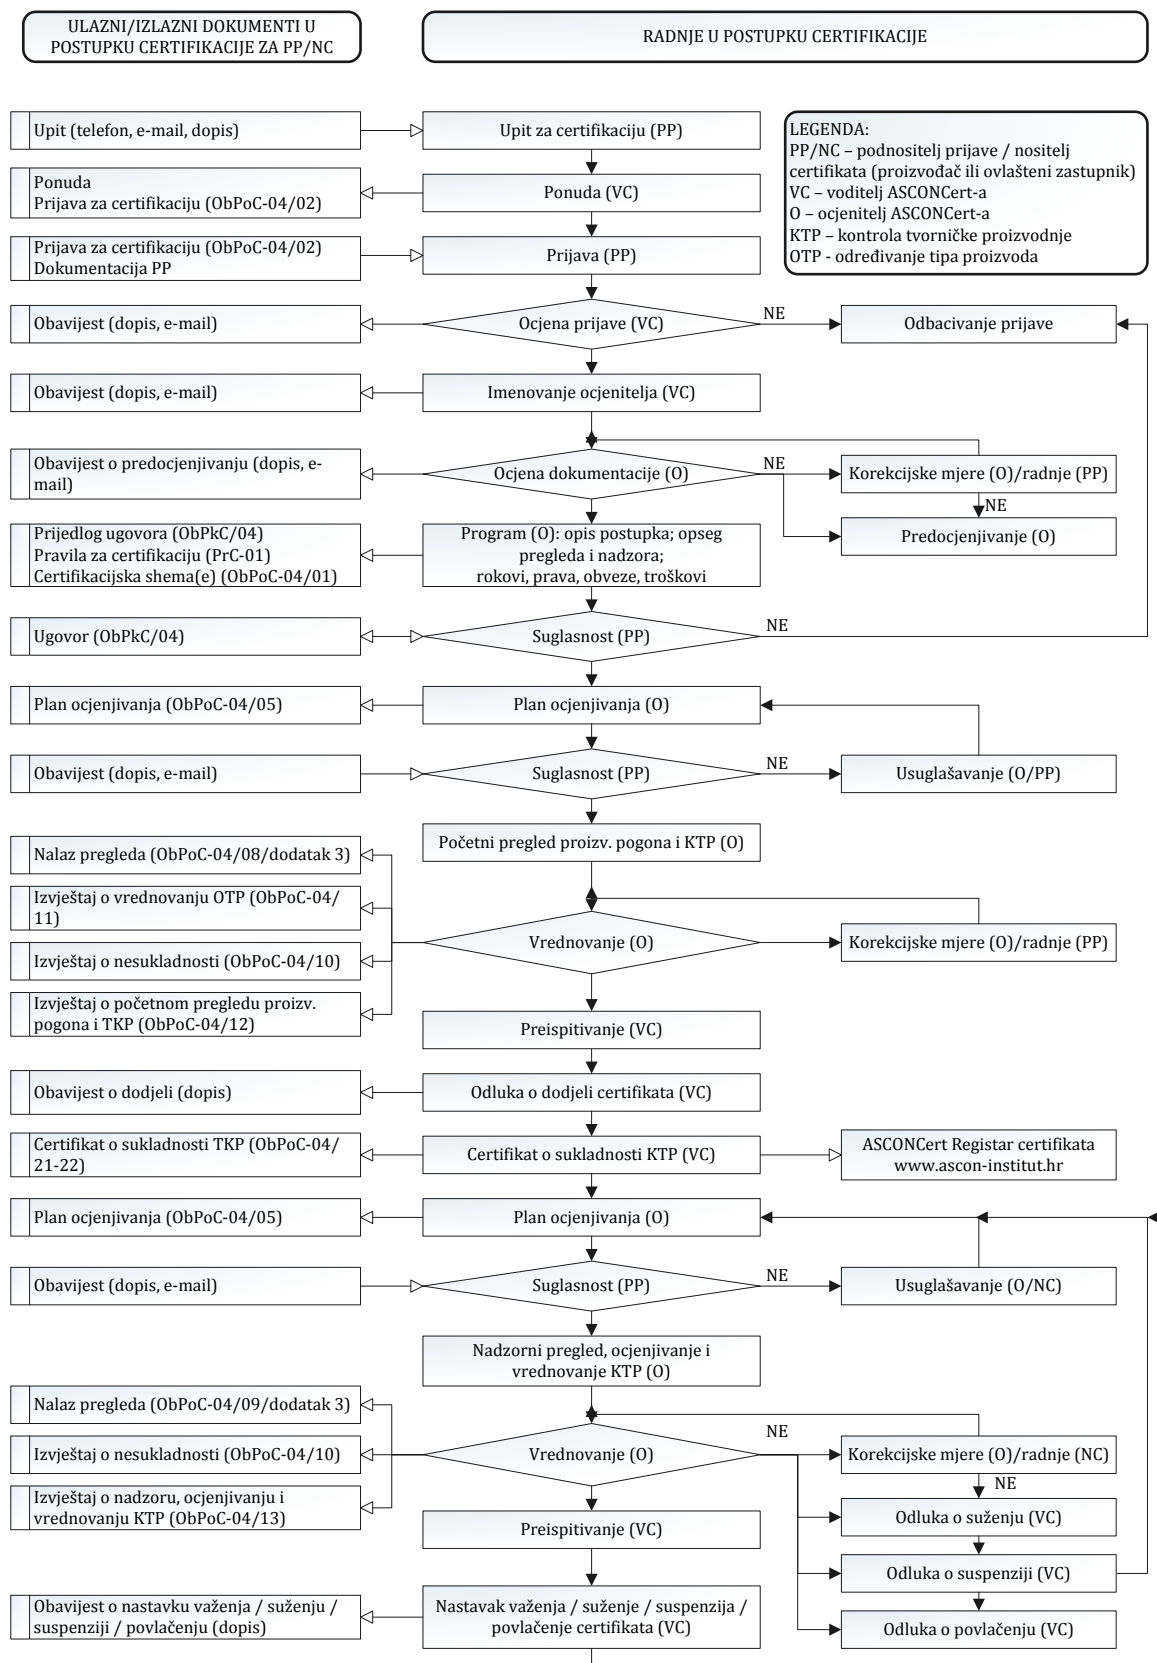 ULAZNI/IZLAZNI DOKUMENTI U
POSTUPKU CERTIFIKACIJE ZA PP/NC
RADNJE U POSTUPKU CERTIFIKACIJE
Upit (telefon, e-mail, dopis)
Upit za certifikaciju (PP)
LEGENDA:
PP/NC – podnositelj prijave / nositelj
certifikata (proizvođač ili ovlašteni zastupnik)
VC – voditelj ASCONCert-a
O – ocjenitelj ASCONCert-a
KTP – kontrola tvorničke proizvodnje
OTP - određivanje tipa proizvoda
Ponuda
Prijava za certifikaciju (ObPoC-04/02)
Ponuda (VC)
Prijava za certifikaciju (ObPoC-04/02)
Dokumentacija PP
Prijava (PP)
Obavijest (dopis, e-mail)
Ocjena prijave (VC)
NE
Odbacivanje prijave
Obavijest (dopis, e-mail)
Imenovanje ocjenitelja (VC)
Obavijest o predocjenjivanju (dopis, e-
mail)
Ocjena dokumentacije (O)
NE
Korekcijske mjere (O)/radnje (PP)
NE
Predocjenjivanje (O)
Prijedlog ugovora (ObPkC/04)
Pravila za certifikaciju (PrC-01)
Certifikacijska shema(e) (ObPoC-04/01)
Program (O): opis postupka; opseg
pregleda i nadzora;
rokovi, prava, obveze, troškovi
Ugovor (ObPkC/04)
Suglasnost (PP)
NE
Plan ocjenjivanja (ObPoC-04/05)
Plan ocjenjivanja (O)
Obavijest (dopis, e-mail)
Suglasnost (PP)
NE
Usuglašavanje (O/PP)
Početni pregled proizv. pogona i KTP (O)
Nalaz pregleda (ObPoC-04/08/dodatak 3)
Izvještaj o vrednovanju OTP (ObPoC-04/
11)
Vrednovanje (O)
Korekcijske mjere (O)/radnje (PP)
Izvještaj o nesukladnosti (ObPoC-04/10)
Izvještaj o početnom pregledu proizv.
pogona i TKP (ObPoC-04/12)
Preispitivanje (VC)
Obavijest o dodjeli (dopis)
Odluka o dodjeli certifikata (VC)
Certifikat o sukladnosti TKP (ObPoC-04/
21-22)
Certifikat o sukladnosti KTP (VC)
ASCONCert Registar certifikata
www.ascon-institut.hr
Plan ocjenjivanja (ObPoC-04/05)
Plan ocjenjivanja (O)
Obavijest (dopis, e-mail)
Suglasnost (PP)
NE
Usuglašavanje (O/NC)
Nadzorni pregled, ocjenjivanje i
vrednovanje KTP (O)
Nalaz pregleda (ObPoC-04/09/dodatak 3)
Izvještaj o nesukladnosti (ObPoC-04/10)
Vrednovanje (O)
NE
Korekcijske mjere (O)/radnje (NC)
NE
Izvještaj o nadzoru, ocjenjivanju i
vrednovanju KTP (ObPoC-04/13)
Preispitivanje (VC)
Odluka o suženju (VC)
Odluka o suspenziji (VC)
Obavijest o nastavku važenja / suženju /
suspenziji / povlačenju (dopis)
Nastavak važenja / suženje / suspenzija /
povlačenje certifikata (VC)
Odluka o povlačenju (VC)